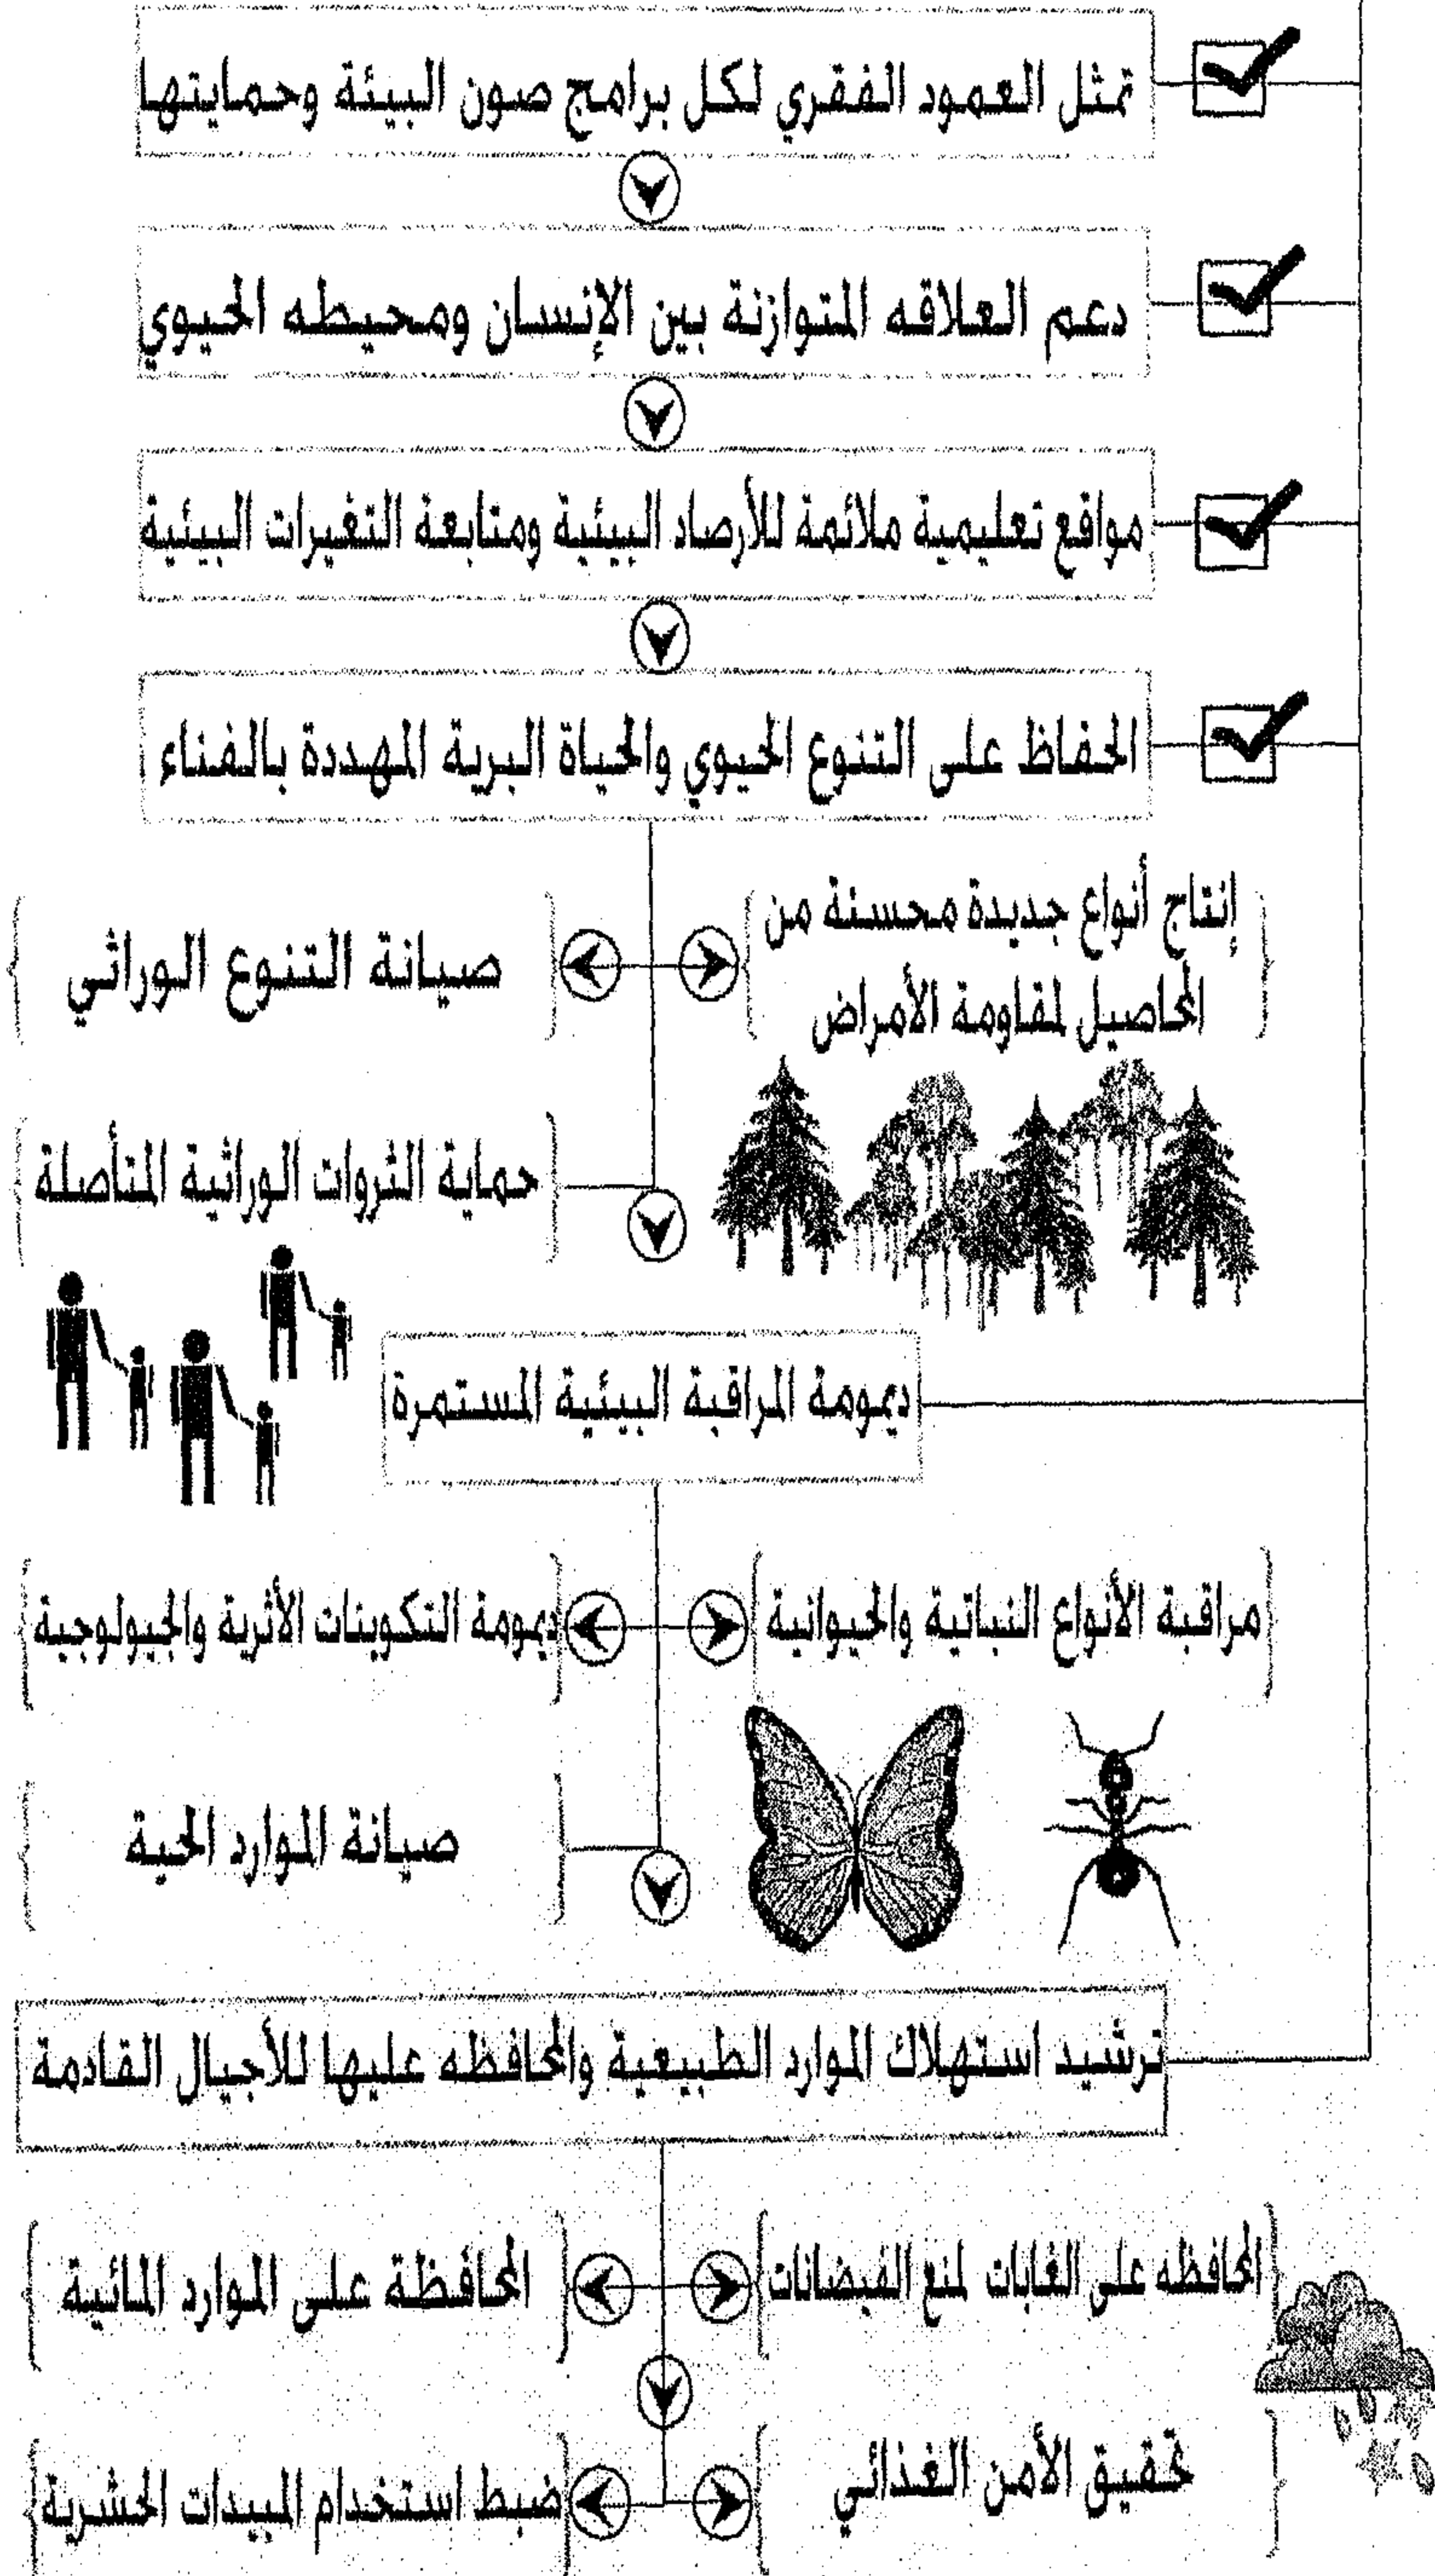 تمثل العمود الفقري لكل برامج صون البيئة وحمايتها
دعم العلاقه المتوازنة بين الإنسان ومحيطه الحيوي
مواقع تعليمية ملائمة للأرصاد البيئية ومتابعة التغيرات البيئية
الحفاظ على التنوع الحيوي والحياة البرية المهددة بالفناء
إنتاج أنواع جديدة محسنة من
المحاصيل لمقاومة الأمراض
صيانة التنوع الوراثي
حماية الثروات الوراثية المتأصلة
ديمومة المراقبة البيئية المستمرة
مراقبة الأنواع النباتية والحيوانية
ديمومة التكوينات الأثرية والجيولوجية
صيانة الموارد الحية
ترشيد استهلاك الموارد الطبيعية والمحافظه عليها للأجيال القادمة
المحافظه على الغابات لمنع الفيضانات
المحافظة على الموارد المائية
تحقيق الأمن الغذائي
ضبط استخدام المبيدات الحشرية